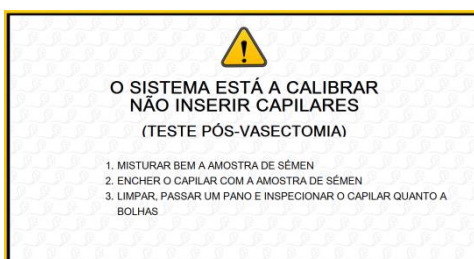 O SISTEMA ESTÁ A CALIBRAR
NÃO INSERIR CAPILARES
(TESTE PÓS-VASECTOMIA)
1. MISTURAR BEM A AMOSTRA DE SÉMEN
2. ENCHER O CAPILAR COM A AMOSTRA DE SÉMEN
3. LIMPAR, PASSAR UM PANO E INSPECIONAR O CAPILAR QUANTO A
BOLHAS